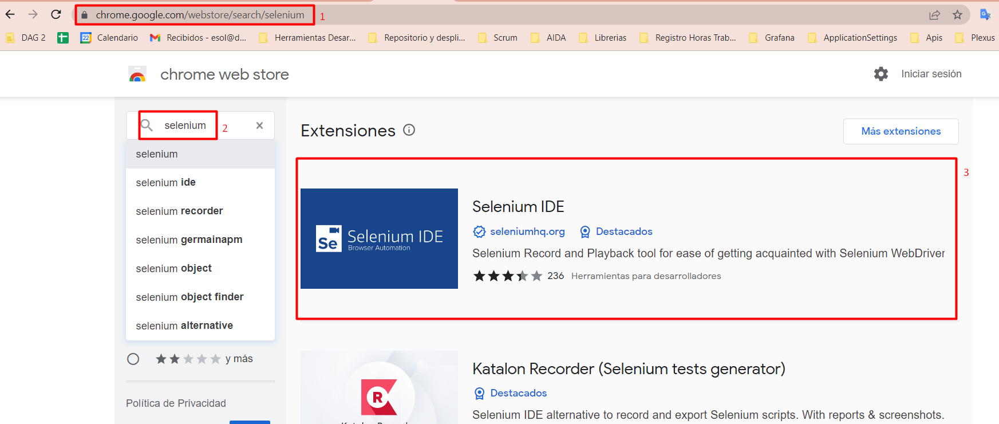 chrome.google.com/webstore/search/selenium
1
DAG 2
22
Calendario
Recibidos - esol@d...
Herramientas Desar...
Repositorio y despli...
Scrum
AIDA
Librerias
Registro Horas Trab...
Grafana
ApplicationSettings
Apis
Plexus
chrome web store
Iniciar sesión
selenium
2
selenium
selenium ide
selenium recorder
selenium germainapm
selenium object
selenium object finder
selenium alternative
y más
Política de Privacidad
Extensiones
Más extensiones
3
Se
Selenium IDE
Browser Automation
Selenium IDE
seleniumhq.org
Destacados
Selenium Record and Playback tool for ease of getting acquainted with Selenium WebDriver
236 Herramientas para desarrolladores
R
Katalon Recorder (Selenium tests generator)
Destacados
Selenium IDE alternative to record and export Selenium scripts. With reports & screenshots.